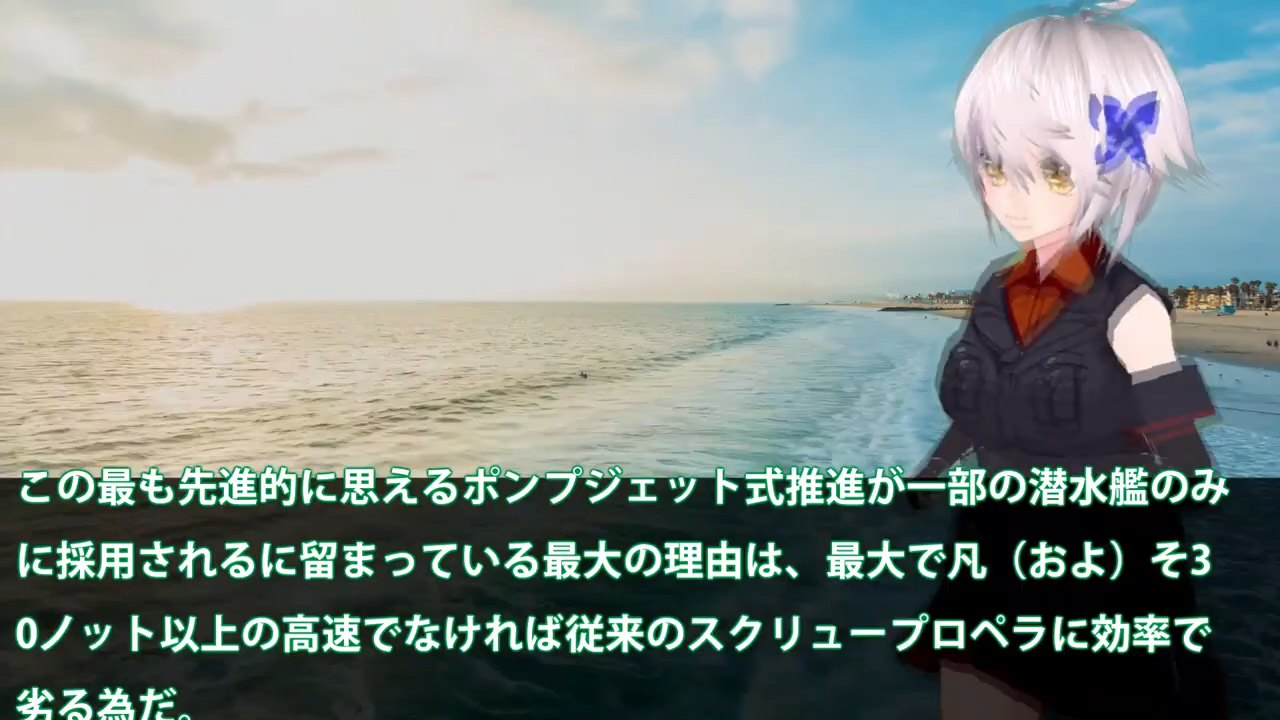 この最も先進的に思えるポンプジェット式推進が一部の潜水艦のみ
に採用されるに留まっている最大の理由は、最大で凡（およ）そ3
0ノット以上の高速でなければ従来のスクリュープロペラに効率で
劣る為だ。